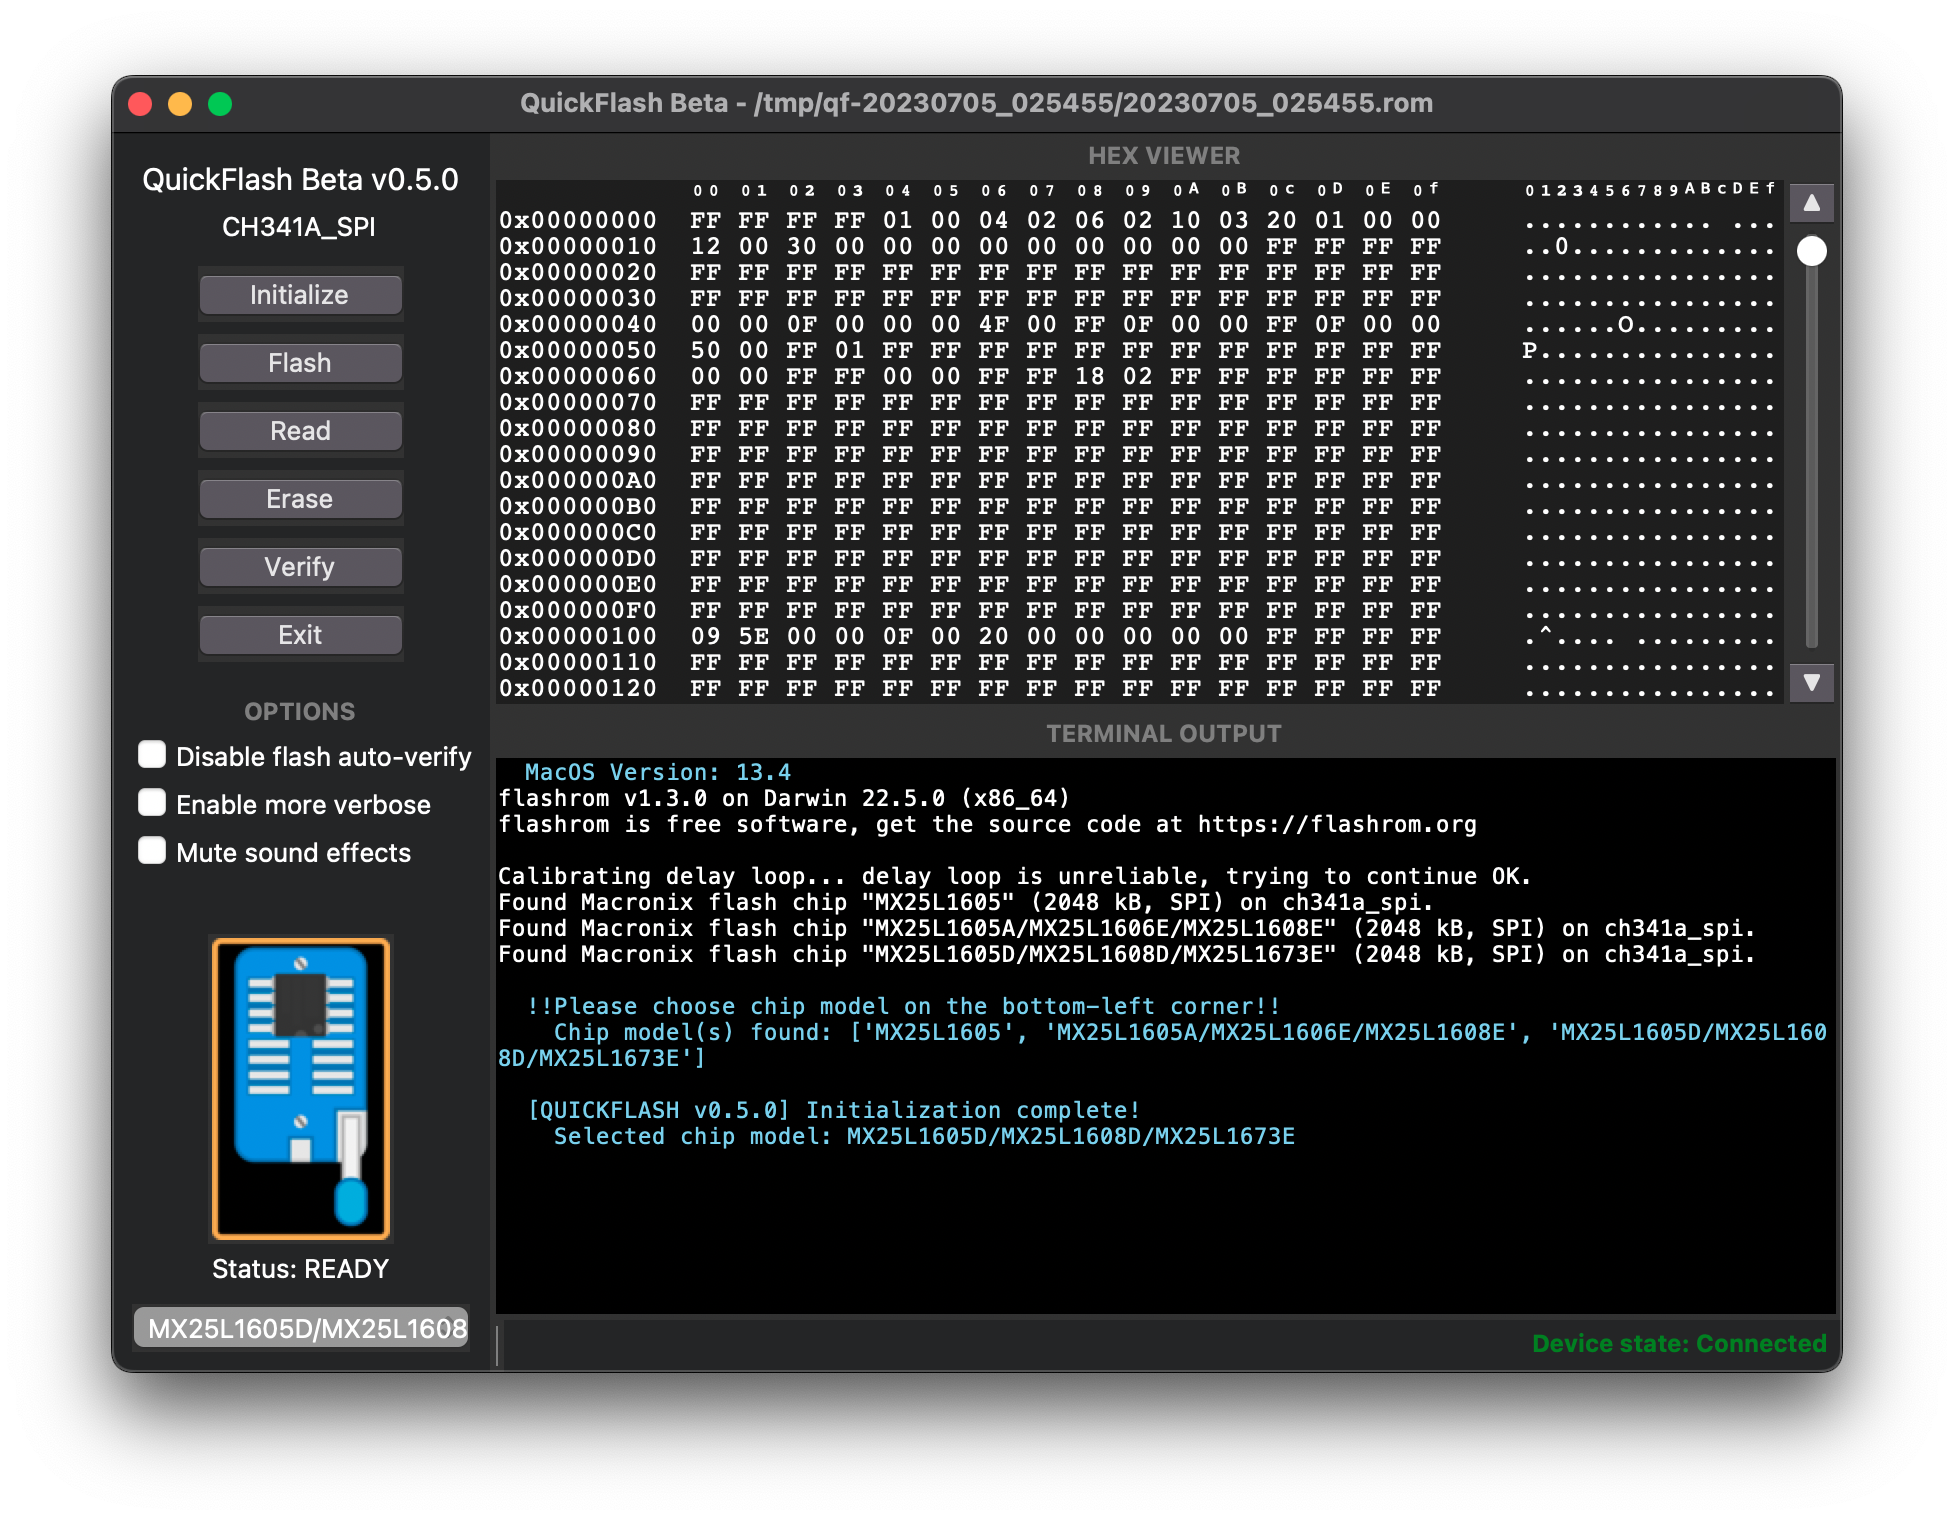 QuickFlash Beta - /tmp/qf-20230705_025455/20230705_025455.rom
QuickFlash Beta v0.5.0
CH341A_SPI
Initialize
Flash
Read
Erase
Verify
Exit
OPTIONS
Disable flash auto-verify
Enable more verbose
Mute sound effects
Status: READY
MX25L1605D/MX25L1608
HEX VIEWER
00 01 02 03 04 05 06 07 08 09 0A 0B 0c 0D 0E 0f 0123456789ABcDEf
0x00000000 FF FF FF FF 01 00 04 02 06 02 10 03 20 01 00 00 ............ ...
0x00000010 12 00 30 00 00 00 00 00 00 00 00 00 FF FF FF FF ..0.............
0x00000020 FF FF FF FF FF FF FF FF FF FF FF FF FF FF FF FF ................
0x00000030 FF FF FF FF FF FF FF FF FF FF FF FF FF FF FF FF ................
0x00000040 00 00 0F 00 00 00 4F 00 FF 0F 00 00 FF 0F 00 00 ......O.........
0x00000050 50 00 FF 01 FF FF FF FF FF FF FF FF FF FF FF FF P...............
0x00000060 00 00 FF FF 00 00 FF FF 18 02 FF FF FF FF FF FF ................
0x00000070 FF FF FF FF FF FF FF FF FF FF FF FF FF FF FF FF ................
0x00000080 FF FF FF FF FF FF FF FF FF FF FF FF FF FF FF FF ................
0x00000090 FF FF FF FF FF FF FF FF FF FF FF FF FF FF FF FF ................
0x000000A0 FF FF FF FF FF FF FF FF FF FF FF FF FF FF FF FF ................
0x000000B0 FF FF FF FF FF FF FF FF FF FF FF FF FF FF FF FF ................
0x000000C0 FF FF FF FF FF FF FF FF FF FF FF FF FF FF FF FF ................
0x000000D0 FF FF FF FF FF FF FF FF FF FF FF FF FF FF FF FF ................
0x000000E0 FF FF FF FF FF FF FF FF FF FF FF FF FF FF FF FF ................
0x000000F0 FF FF FF FF FF FF FF FF FF FF FF FF FF FF FF FF ................
0x00000100 09 5E 00 00 0F 00 20 00 00 00 00 00 FF FF FF FF .^.... .........
0x00000110 FF FF FF FF FF FF FF FF FF FF FF FF FF FF FF FF ................
0x00000120 FF FF FF FF FF FF FF FF FF FF FF FF FF FF FF FF ................
TERMINAL OUTPUT
MacOS Version: 13.4
flashrom v1.3.0 on Darwin 22.5.0 (x86_64)
flashrom is free software, get the source code at https://flashrom.org
Calibrating delay loop... delay loop is unreliable, trying to continue OK.
Found Macronix flash chip "MX25L1605" (2048 kB, SPI) on ch341a_spi.
Found Macronix flash chip "MX25L1605A/MX25L1606E/MX25L1608E" (2048 kB, SPI) on ch341a_spi.
Found Macronix flash chip "MX25L1605D/MX25L1608D/MX25L1673E" (2048 kB, SPI) on ch341a_spi.
!!Please choose chip model on the bottom-left corner!!
Chip model(s) found: ['MX25L1605', 'MX25L1605A/MX25L1606E/MX25L1608E', 'MX25L1605D/MX25L160
8D/MX25L1673E']
[QUICKFLASH v0.5.0] Initialization complete!
Selected chip model: MX25L1605D/MX25L1608D/MX25L1673E
Device state: Connected